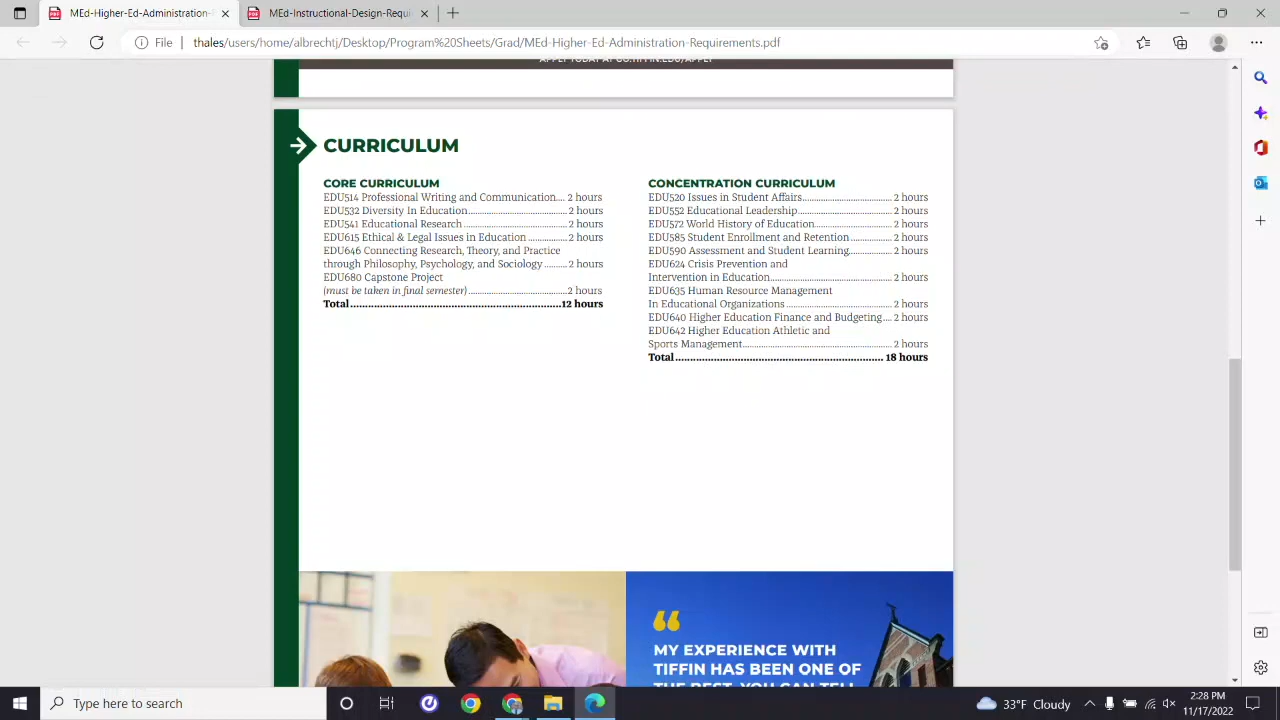 MEd-Higher-Ed-Administration-
MEd-Instructional-Design-Requi
File
thales/users/home/albrechtj/Desktop/Program%20Sheets/Grad/MEd-Higher-Ed-Administration-Requirements.pdf
CURRICULUM
CORE CURRICULUM
EDU514 Professional Writing and Communication.... 2 hours
EDU532 Diversity In Education.................................... 2 hours
EDU541 Educational Research ..................................... 2 hours
EDU615 Ethical & Legal Issues in Education .............. 2 hours
EDU646 Connecting Research, Theory, and Practice
through Philosophy, Psychology, and Sociology ......... 2 hours
EDU680 Capstone Project
(must be taken in final semester) .................................... 2 hours
Total......................................................................12 hours
CONCENTRATION CURRICULUM
EDU520 Issues in Student Affairs................................. 2 hours
EDU552 Educational Leadership................................... 2 hours
EDU572 World History of Education............................. 2 hours
EDU585 Student Enrollment and Retention................ 2 hours
EDU590 Assessment and Student Learning................. 2 hours
EDU624 Crisis Prevention and
Intervention in Education............................................. 2 hours
EDU635 Human Resource Management
In Educational Organizations ....................................... 2 hours
EDU640 Higher Education Finance and Budgeting.... 2 hours
EDU642 Higher Education Athletic and
Sports Management....................................................... 2 hours
Total..................................................................... 18 hours
MY EXPERIENCE WITH
TIFFIN HAS BEEN ONE OF
THE BEST. YOU CAN TELL
Type here to search
33°F Cloudy
2:28 PM
11/17/2022